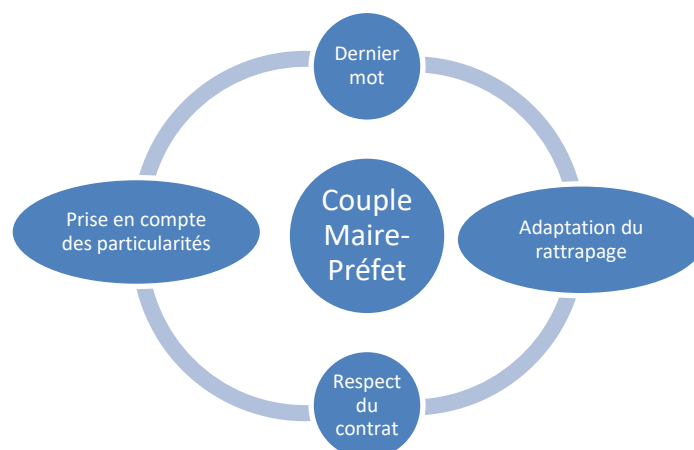 Dernier
mot
Prise en compte
des particularités
Couple
Maire-
Préfet
Adaptation du
rattrapage
Respect
du
contrat